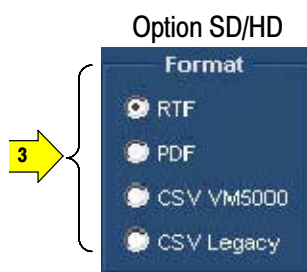 Option SD/HD
Format
3
RTF
PDF
CSV VM5000
CSV Legacy